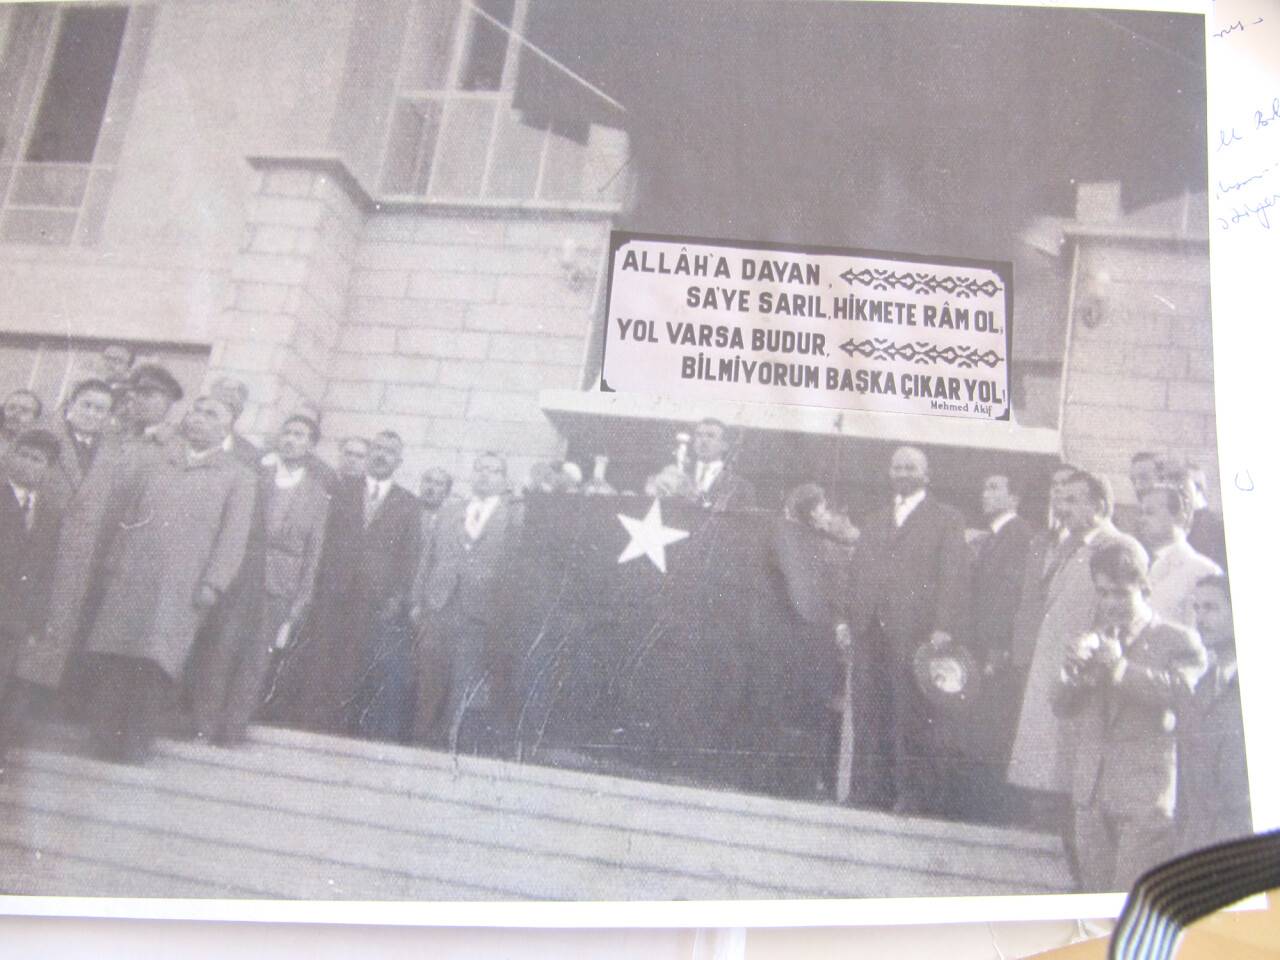 ALLÂH'A DAYAN,
SA'YE SARIL, HİKMETE RÂM OL,
YOL VARSA BUDUR,
BİLMİYORUM BAŞKA ÇIKAR YOL!
Mehmed Âkif